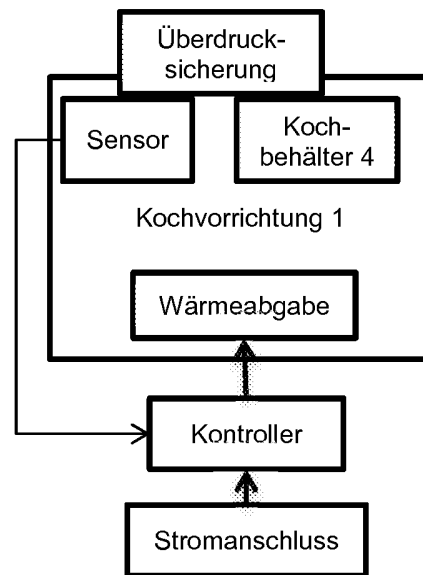 Überdruck-
sicherung
Sensor
Koch-
behälter 4
Kochvorrichtung 1
Wärmeabgabe
Kontroller
Stromanschluss